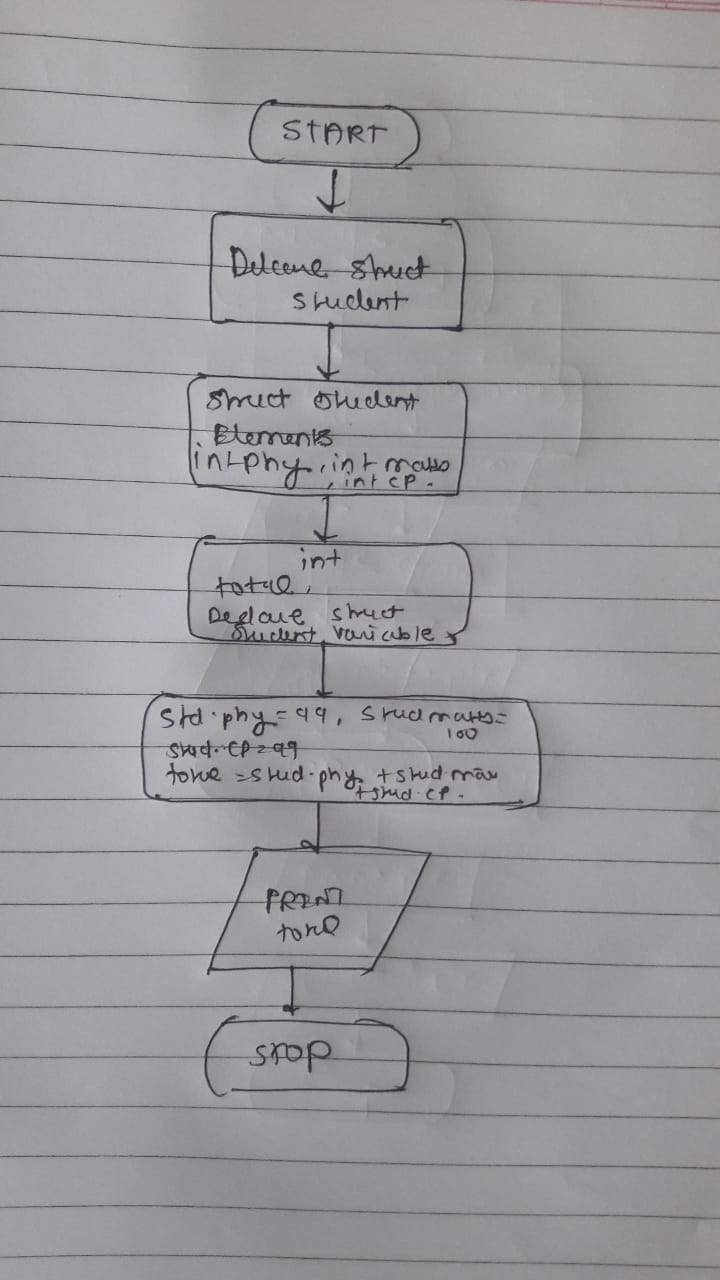 START
Delcare struct
student
struct student
Elements
int phy, int maths
, int CP.
int
total,
Declare struct
student variable s
Std.phy = 99, stud maths =
100
stud.CP = 99
total = stud.phy + stud.mat
+ stud.CP.
PRINT
total
STOP